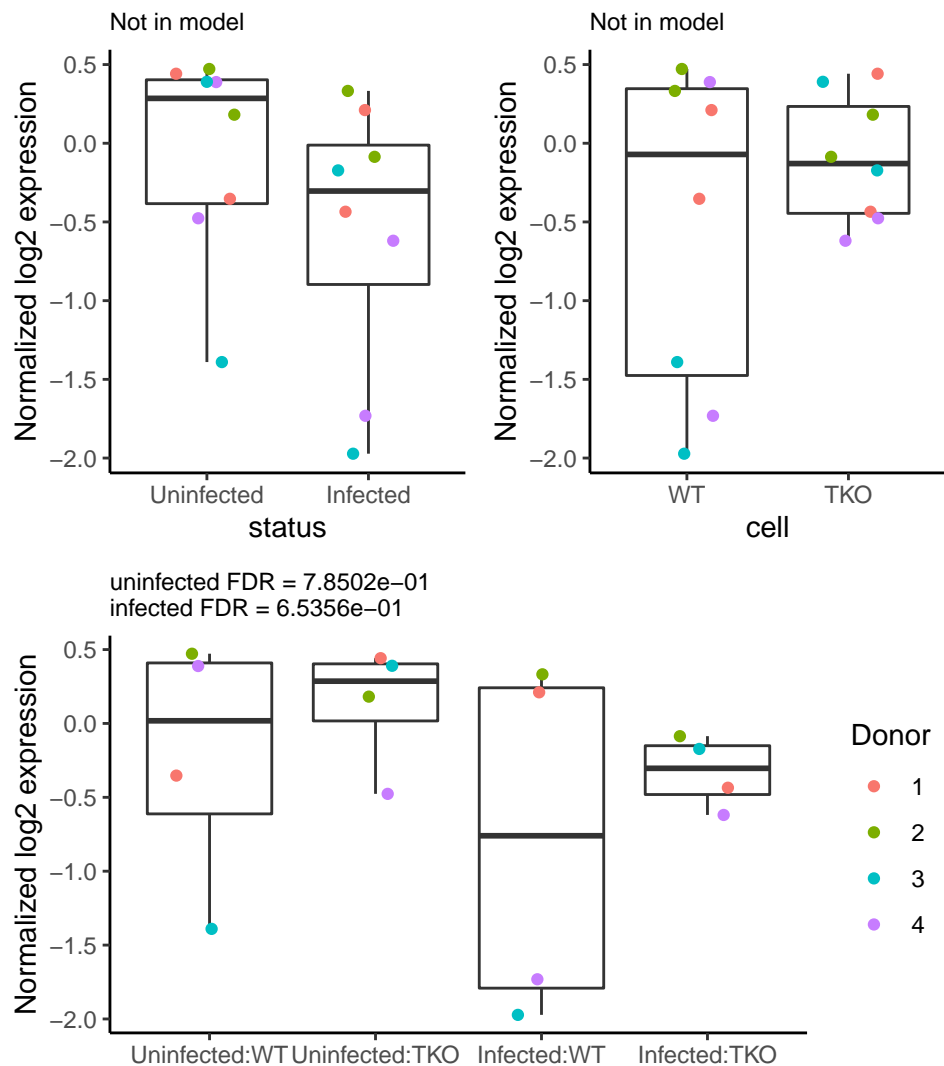 Not in model
Normalized log2 expression
0.5
0.0
−0.5
−1.0
−1.5
−2.0
Uninfected Infected
status
Not in model
Normalized log2 expression
0.5
0.0
−0.5
−1.0
−1.5
−2.0
WT TKO
cell
uninfected FDR = 7.8502e−01
infected FDR = 6.5356e−01
Normalized log2 expression
0.5
0.0
−0.5
−1.0
−1.5
−2.0
Uninfected:WT Uninfected:TKO Infected:WT Infected:TKO
Donor
1
2
3
4